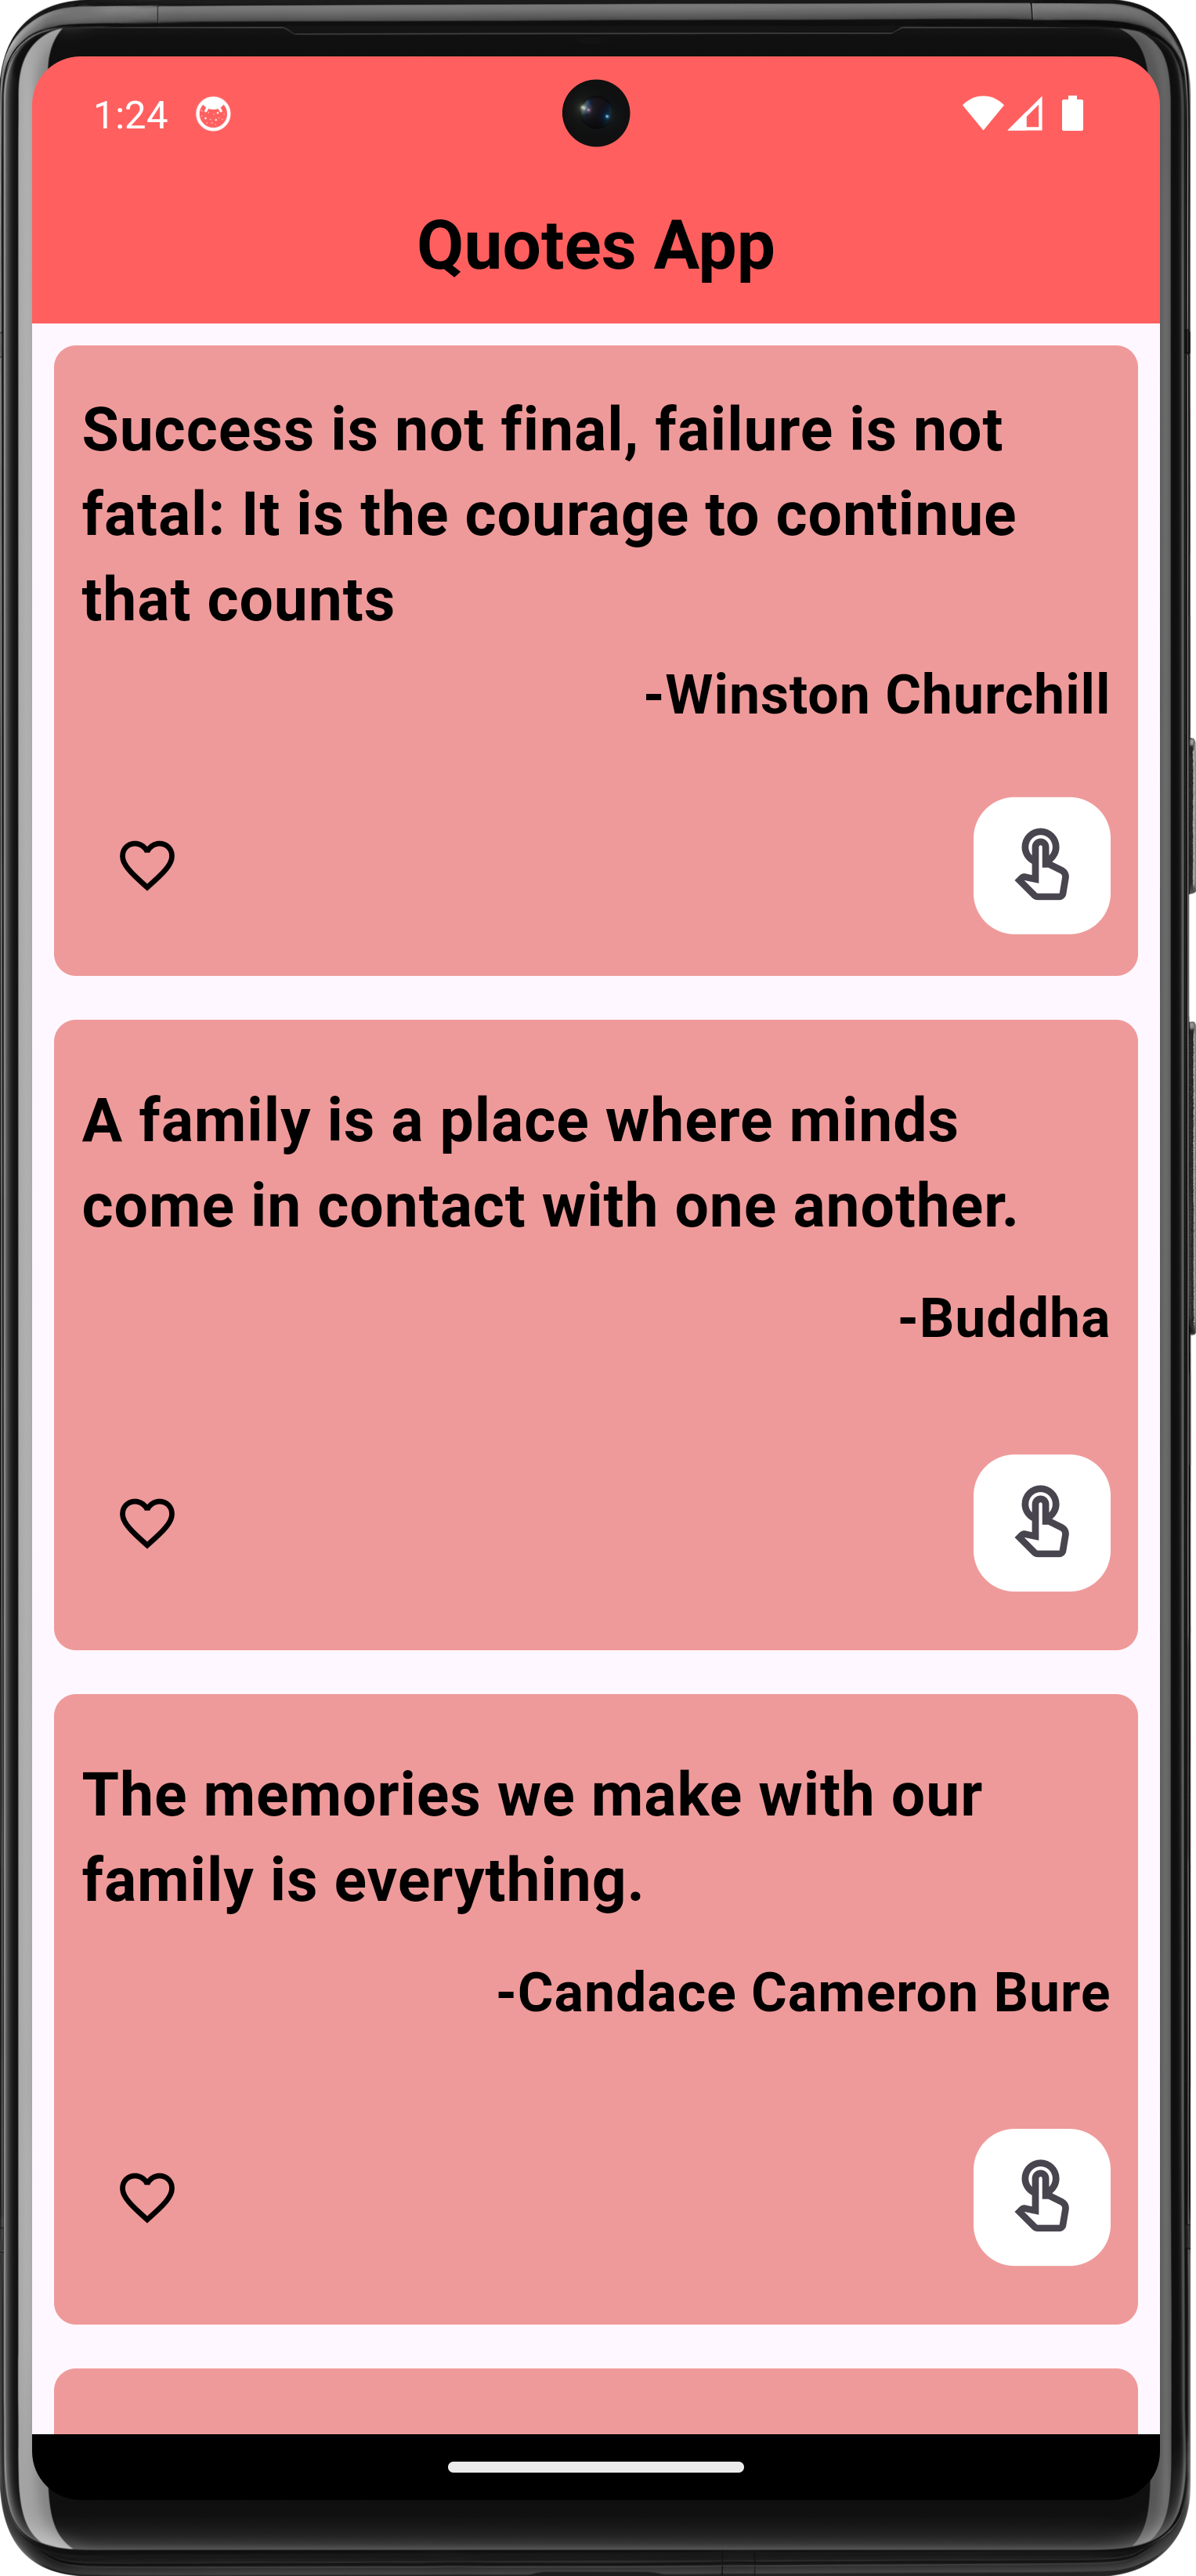 1:24
Quotes App
Success is not final, failure is not
fatal: It is the courage to continue
that counts
-Winston Churchill
A family is a place where minds
come in contact with one another.
-Buddha
The memories we make with our
family is everything.
-Candace Cameron Bure